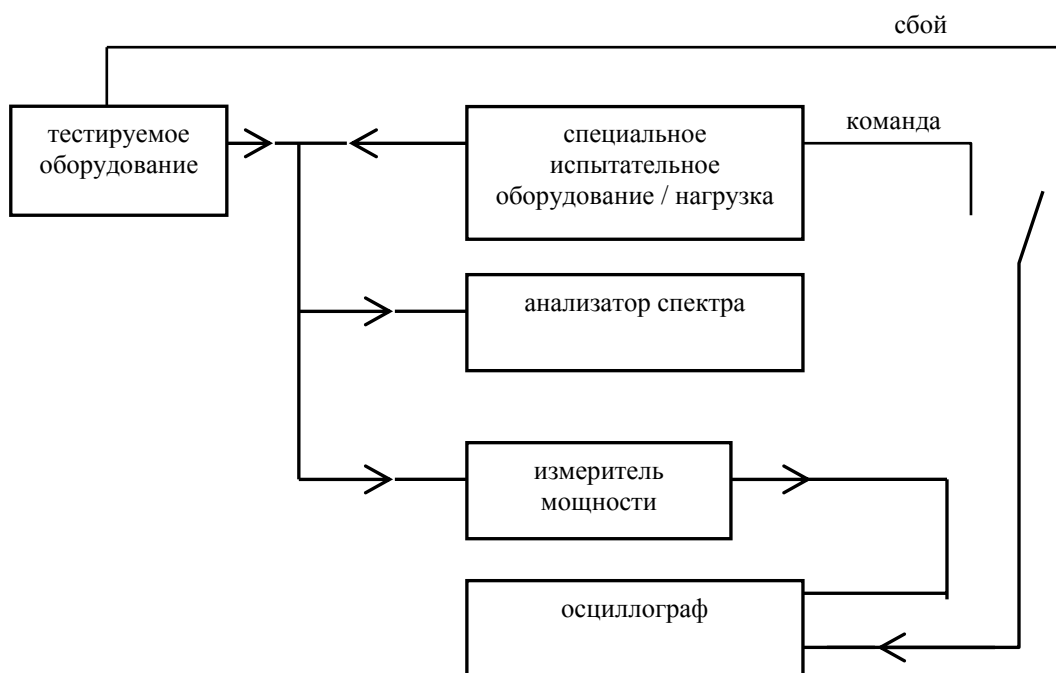 сбой
тестируемое
оборудование
специальное
испытательное
оборудование / нагрузка
команда
анализатор спектра
измеритель
мощности
осциллограф